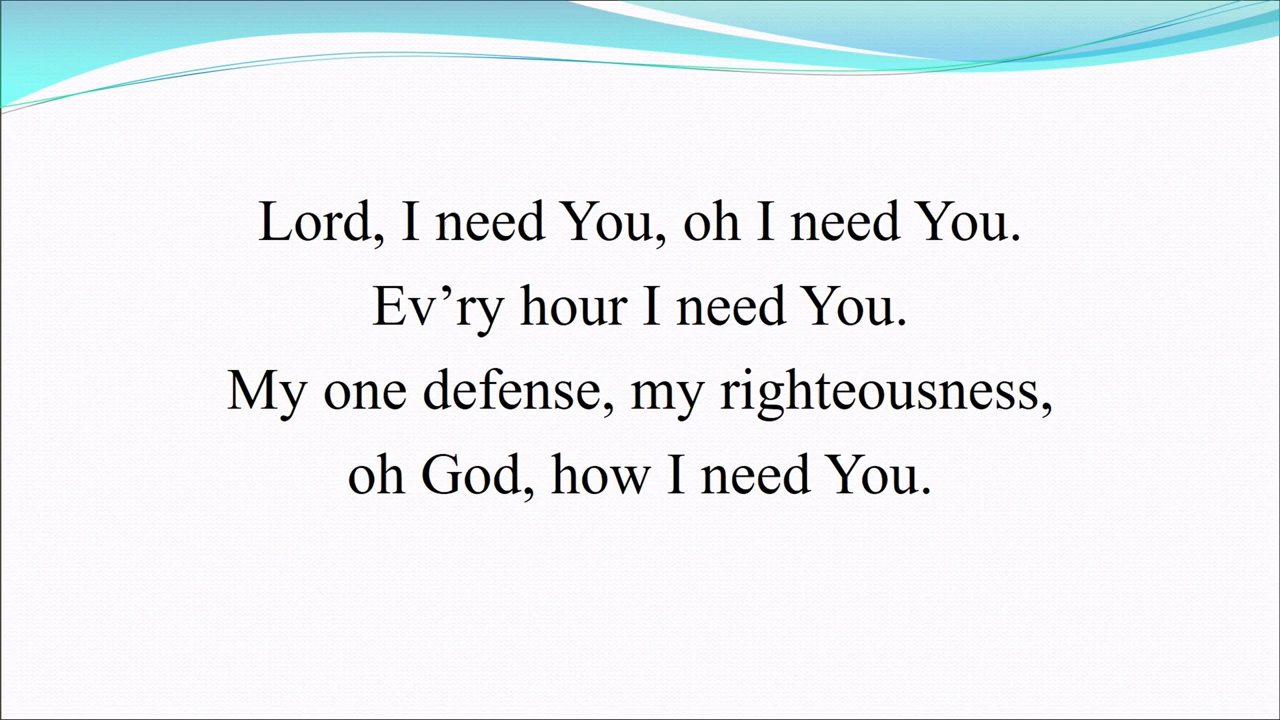 Lord, I need You, oh I need You.
Ev’ry hour I need You.
My one defense, my righteousness,
oh God, how I need You.